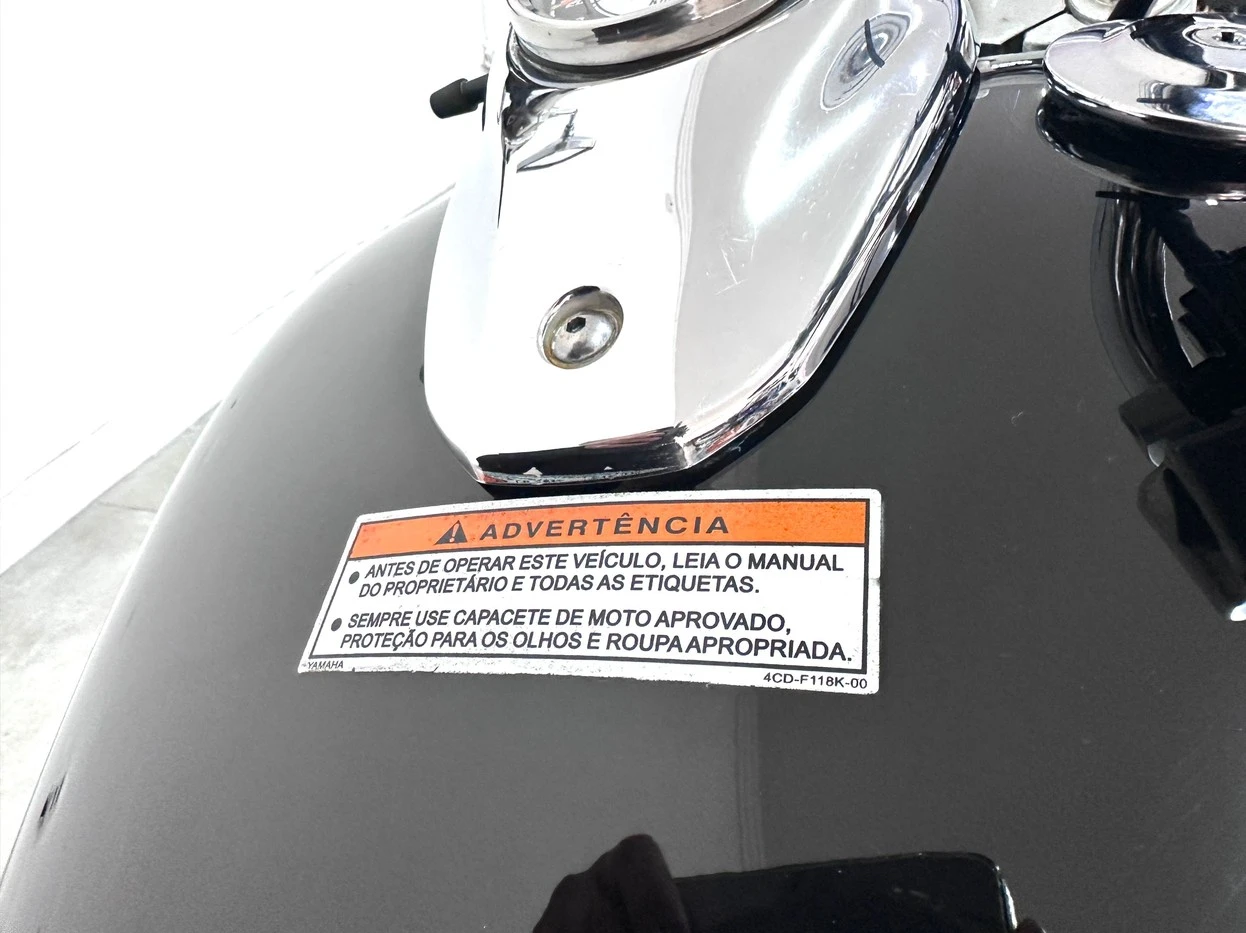 ADVERTÊNCIA
● ANTES DE OPERAR ESTE VEÍCULO, LEIA O MANUAL
DO PROPRIETÁRIO E TODAS AS ETIQUETAS.
● SEMPRE USE CAPACETE DE MOTO APROVADO,
PROTEÇÃO PARA OS OLHOS E ROUPA APROPRIADA.
YAMAHA
4CD-F118K-00